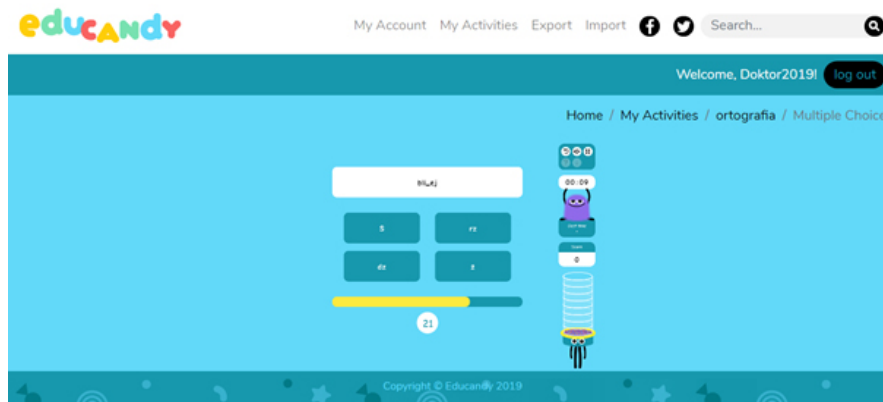 eDUCANDY
My Account My Activities Export Import Search...
Welcome, Doktor2019! log out
Home / My Activities / ortografia / Multiple Choice
bli_ej
00:09
rz
dz
0
21
Copyright © Educandy 2019